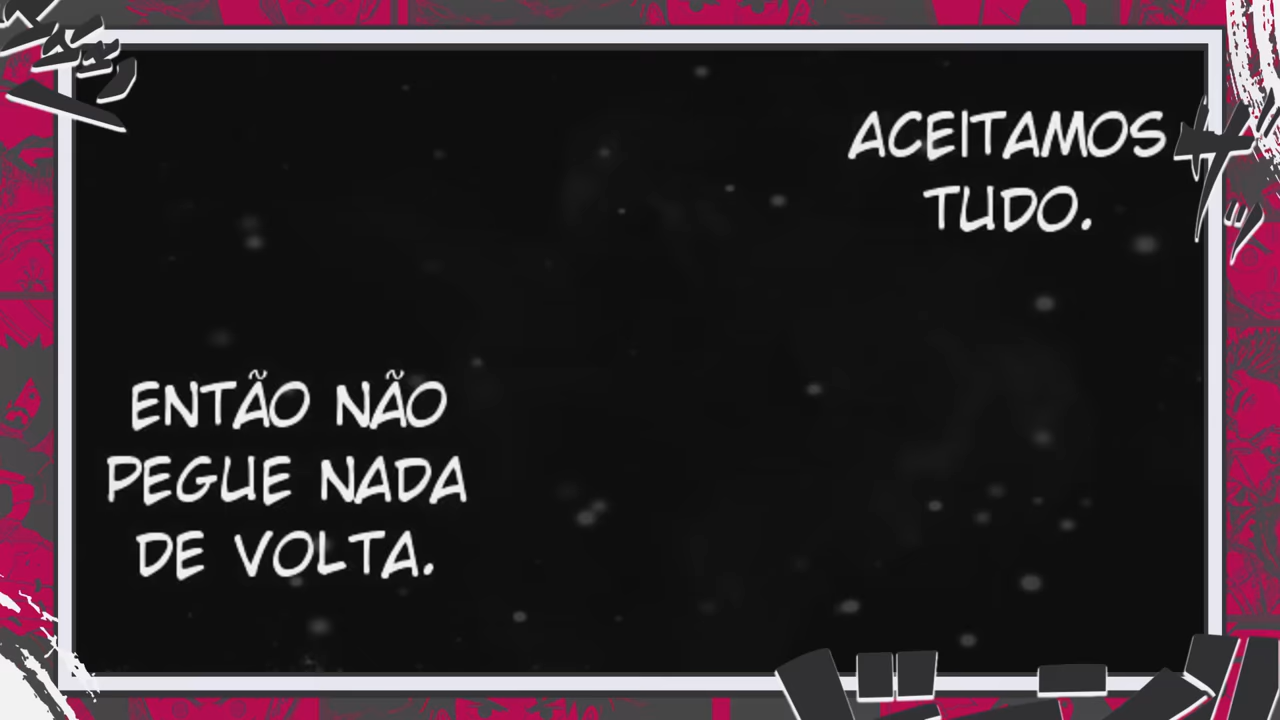 ACEITAMOS
TUDO.
ENTÃO NÃO
PEGUE NADA
DE VOLTA.